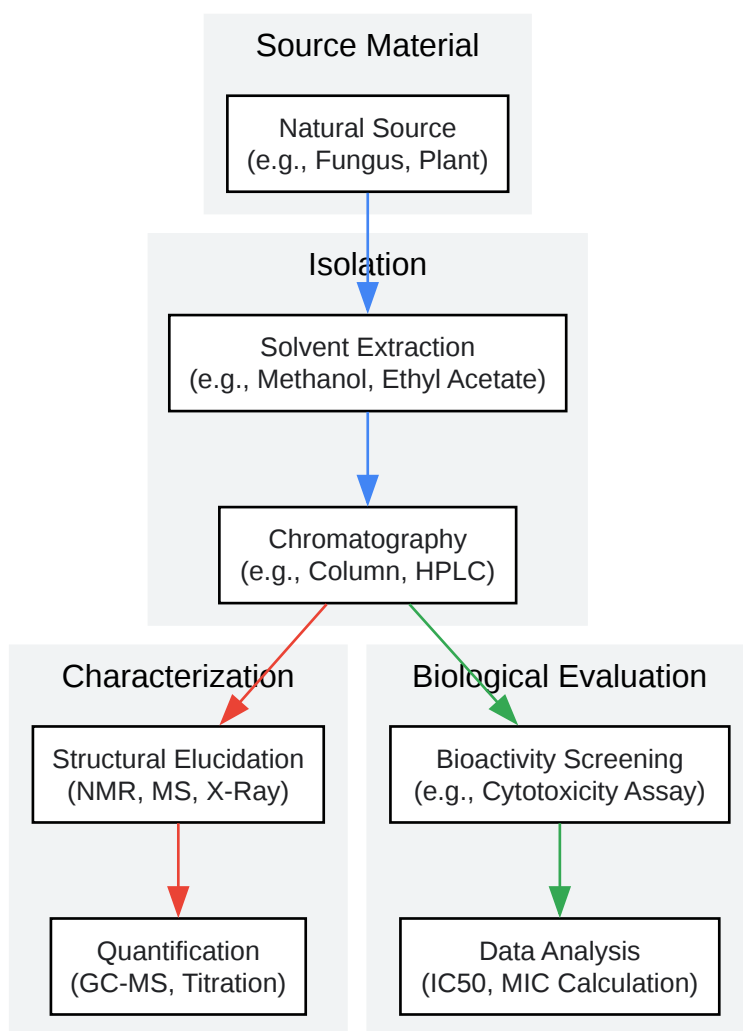 Source Material
Natural Source
(e.g., Fungus, Plant)
Isolation
Solvent Extraction
(e.g., Methanol, Ethyl Acetate)
Chromatography
(e.g., Column, HPLC)
Characterization
Structural Elucidation
(NMR, MS, X-Ray)
Quantification
(GC-MS, Titration)
Biological Evaluation
Bioactivity Screening
(e.g., Cytotoxicity Assay)
Data Analysis
(IC50, MIC Calculation)